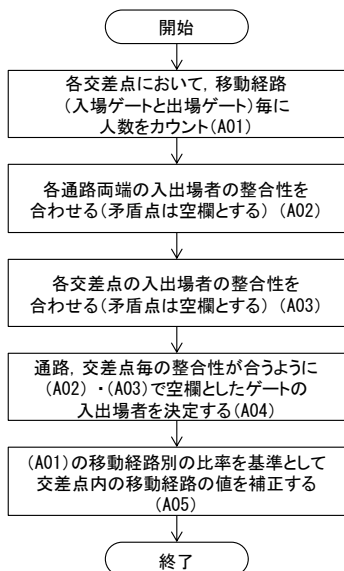 開始
各交差点において，移動経路
(入場ゲートと出場ゲート)毎に
人数をカウント(A01)
各通路両端の入出場者の整合性を
合わせる(矛盾点は空欄とする) (A02)
各交差点の入出場者の整合性を
合わせる(矛盾点は空欄とする) (A03)
通路，交差点毎の整合性が合うように
(A02) ・(A03)で空欄としたゲートの
入出場者を決定する(A04)
(A01)の移動経路別の比率を基準として
交差点内の移動経路の値を補正する
(A05)
終了